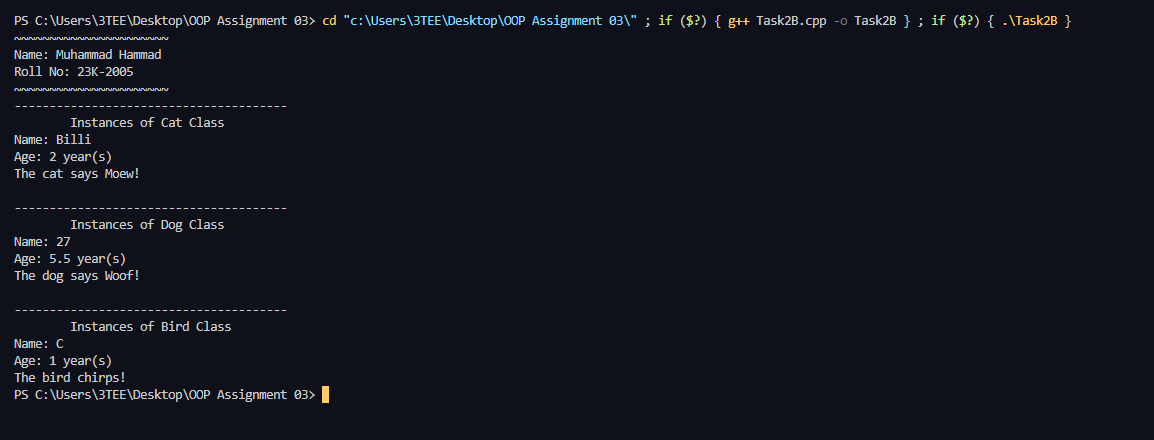 PS C:\Users\3TEE\Desktop\OOP Assignment 03> cd "c:\Users\3TEE\Desktop\OOP Assignment 03\" ; if ($?) { g++ Task2B.cpp -o Task2B } ; if ($?) { .\Task2B }
~~~~~~~~~~~~~~~~~~~~~~
Name: Muhammad Hammad
Roll No: 23K-2005
~~~~~~~~~~~~~~~~~~~~~~
---------------------------------------
        Instances of Cat Class
Name: Billi
Age: 2 year(s)
The cat says Moew!
---------------------------------------
        Instances of Dog Class
Name: 27
Age: 5.5 year(s)
The dog says Woof!
---------------------------------------
        Instances of Bird Class
Name: C
Age: 1 year(s)
The bird chirps!
PS C:\Users\3TEE\Desktop\OOP Assignment 03>